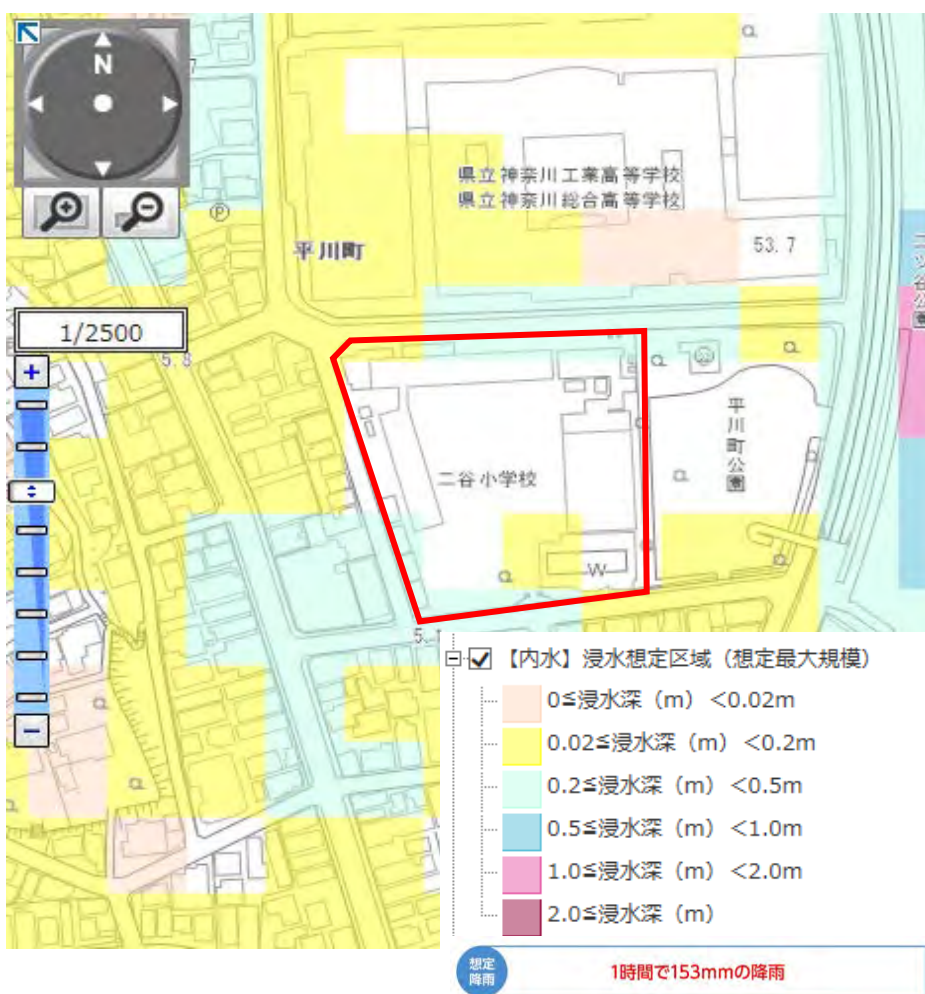 N
県立神奈川工業高等学校
県立神奈川総合高等学校
平川町
53.7
1/2500
5.8
二谷小学校
平川町公園
W
【内水】浸水想定区域（想定最大規模）
0≦浸水深（m）＜0.02m
0.02≦浸水深（m）＜0.2m
0.2≦浸水深（m）＜0.5m
0.5≦浸水深（m）＜1.0m
1.0≦浸水深（m）＜2.0m
2.0≦浸水深（m）
想定
降雨
1時間で153mmの降雨